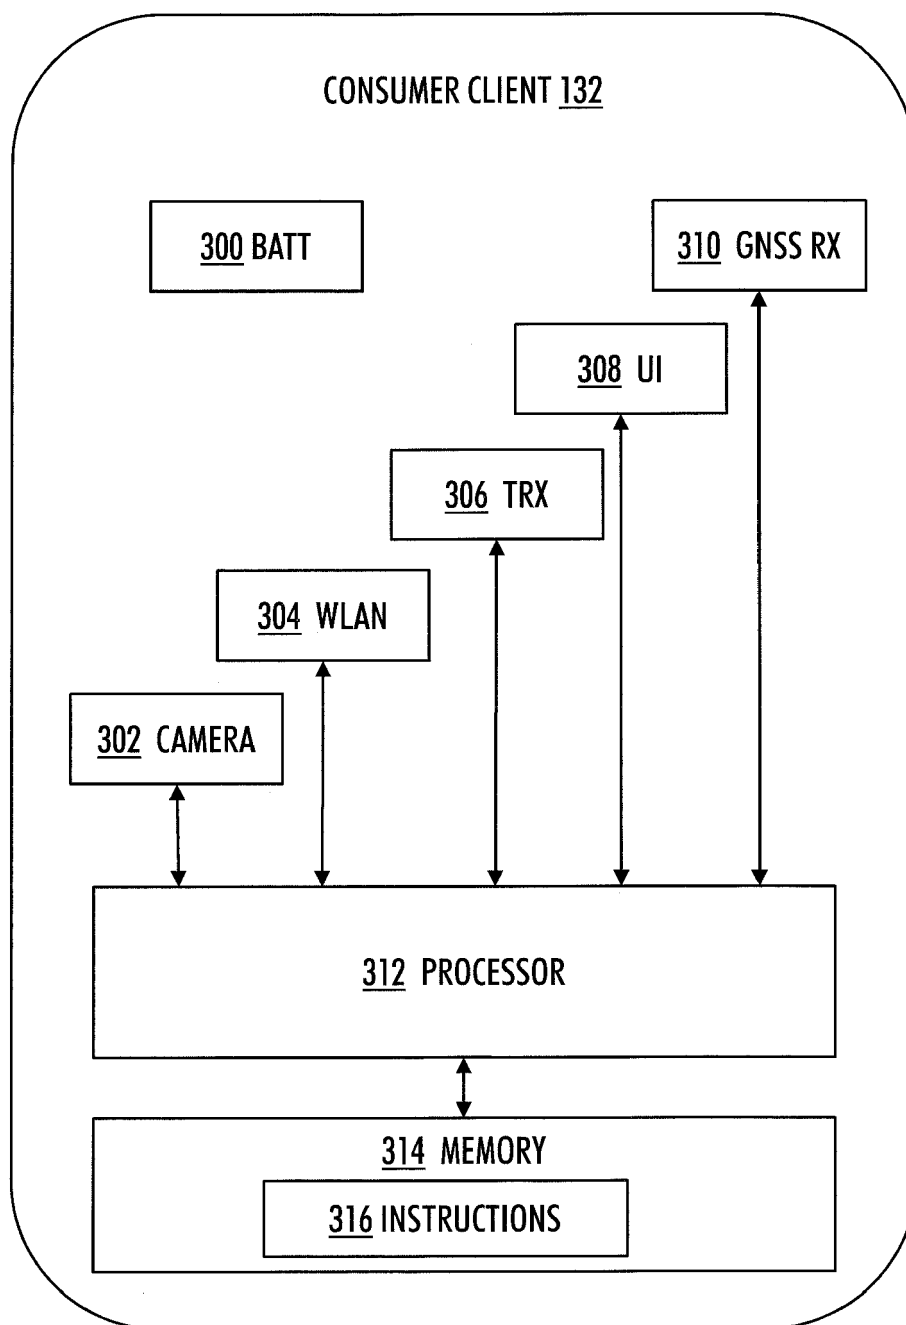 CONSUMER CLIENT 132
300 BATT
310 GNSS RX
308 UI
306 TRX
304 WLAN
302 CAMERA
312 PROCESSOR
314 MEMORY
316 INSTRUCTIONS